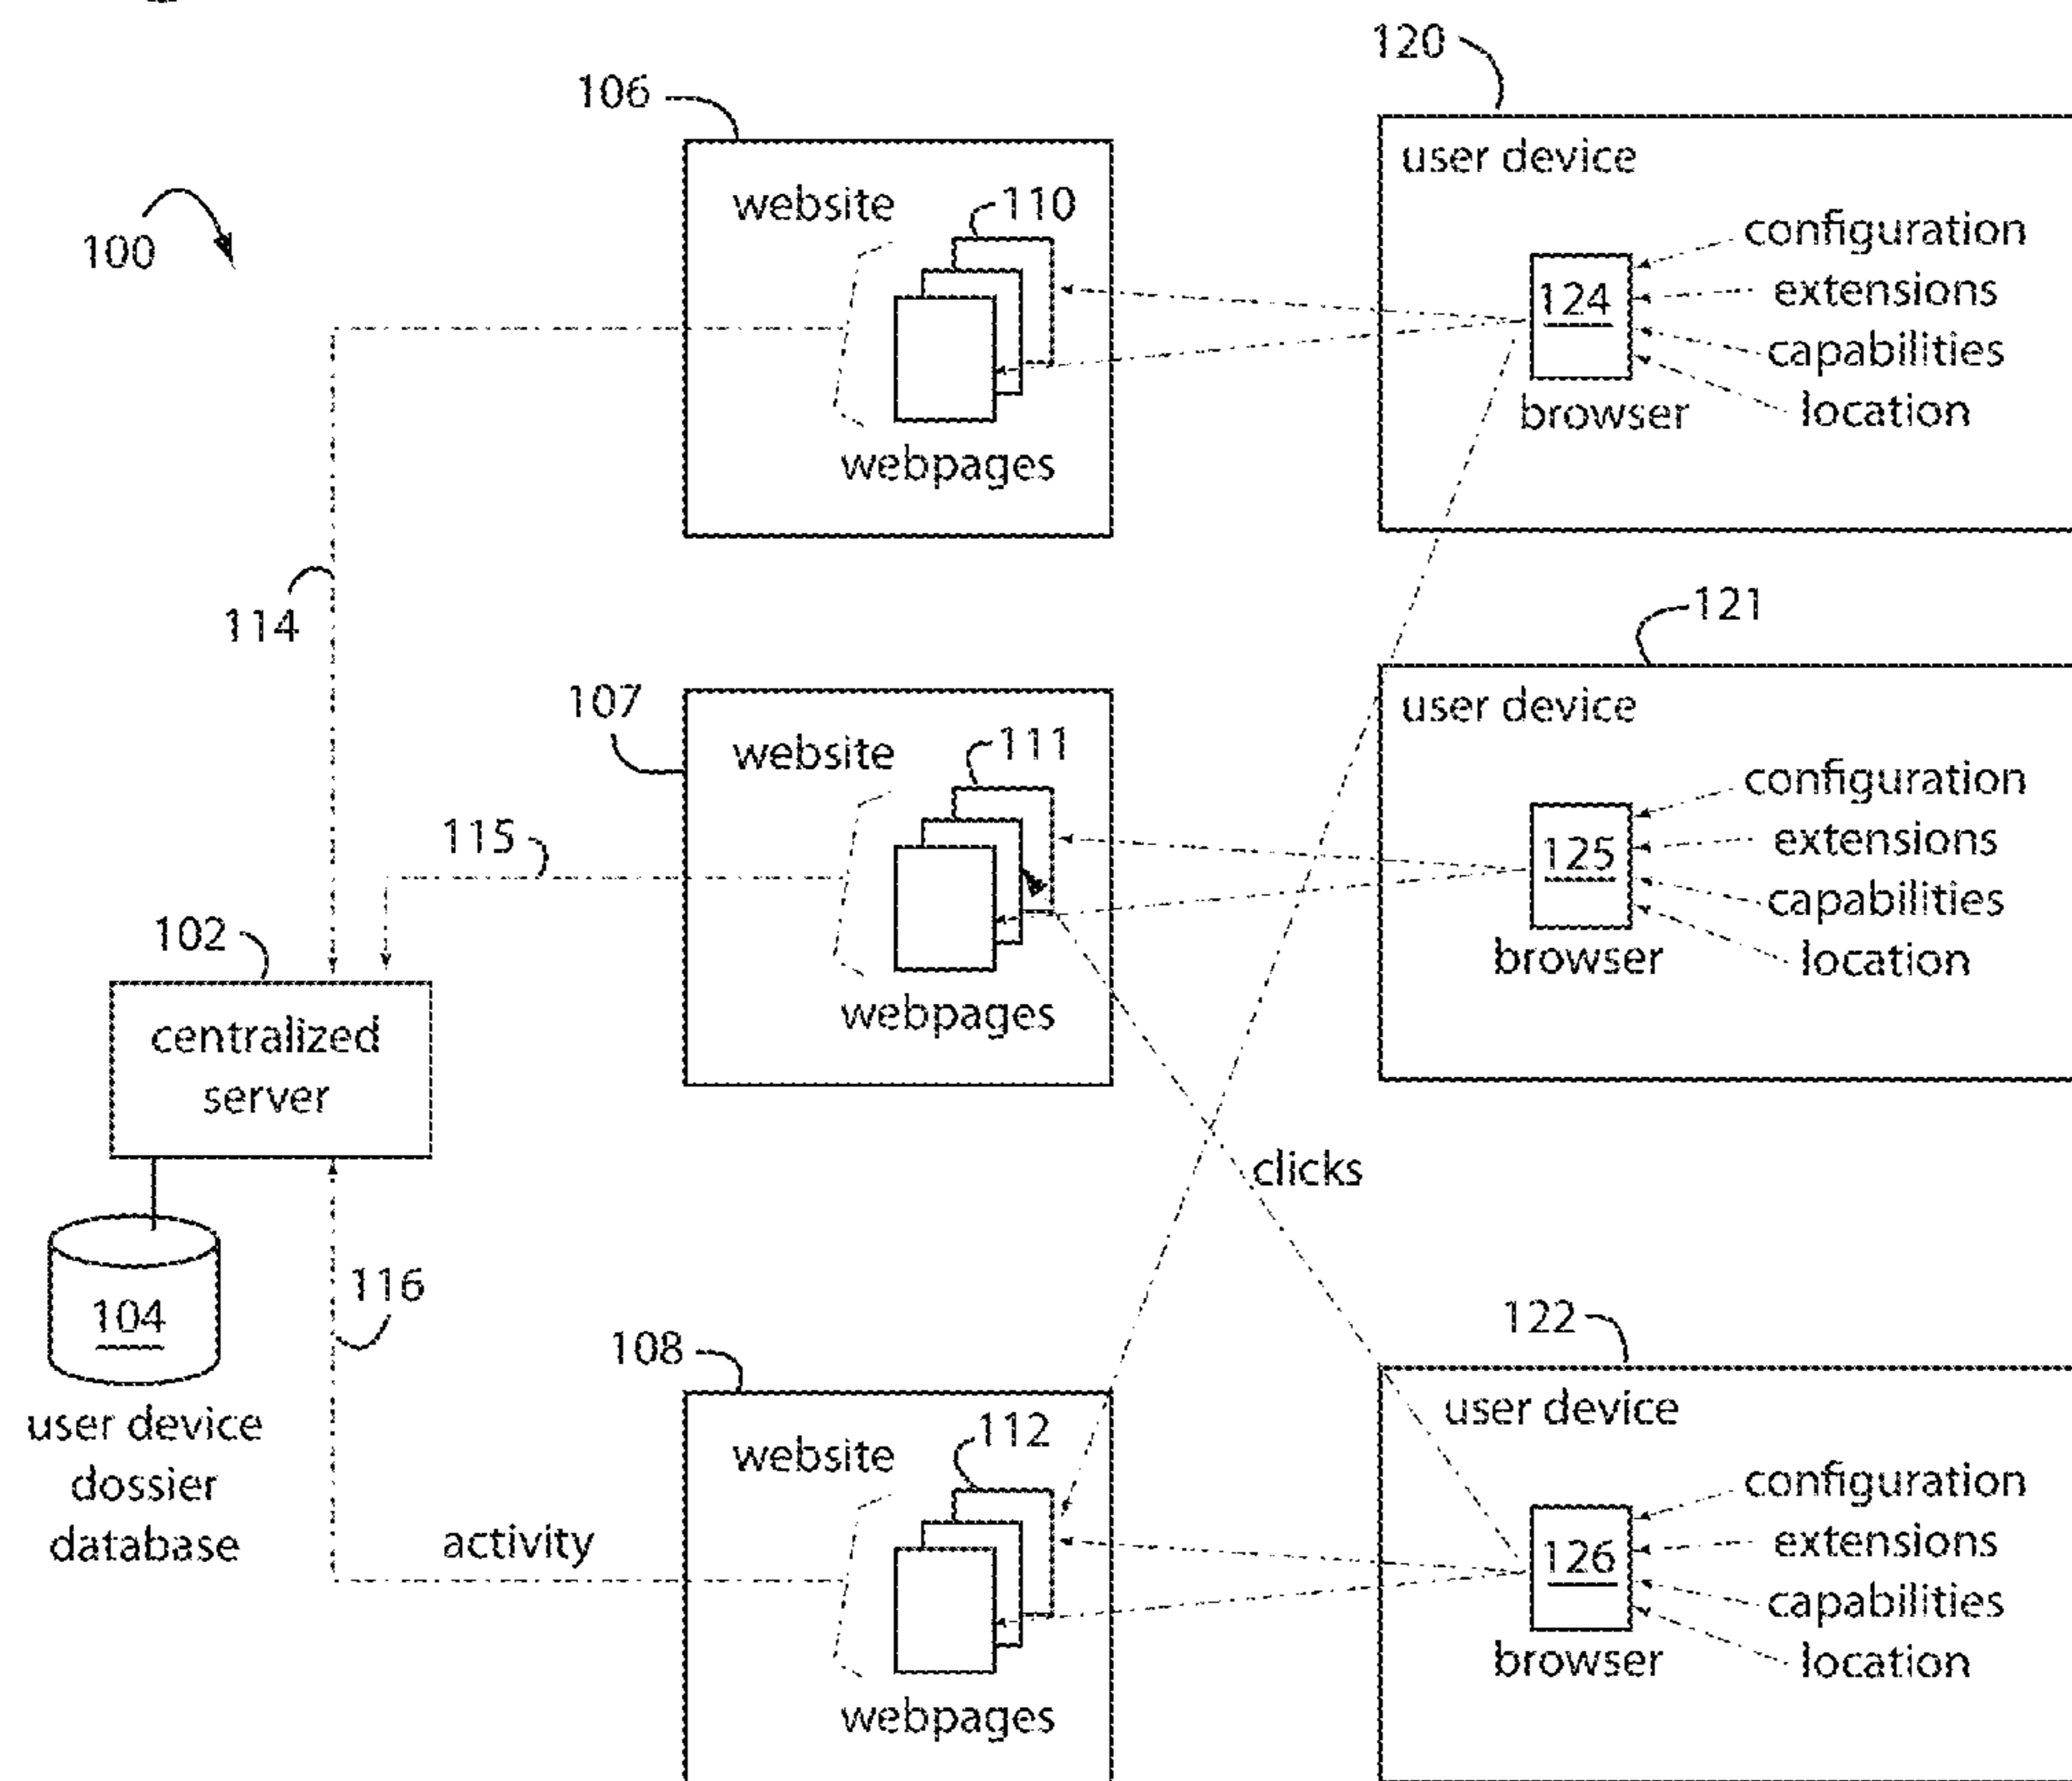 120
106
user device
website
110
configuration
100
124
extensions
capabilities
browser
location
webpages
114
121
107
user device
website
111
configuration
115
125
extensions
capabilities
102
browser
location
centralized
server
webpages
clicks
104
116
122
108
user device
user device
dossier
database
website
112
configuration
activity
126
extensions
capabilities
browser
location
webpages